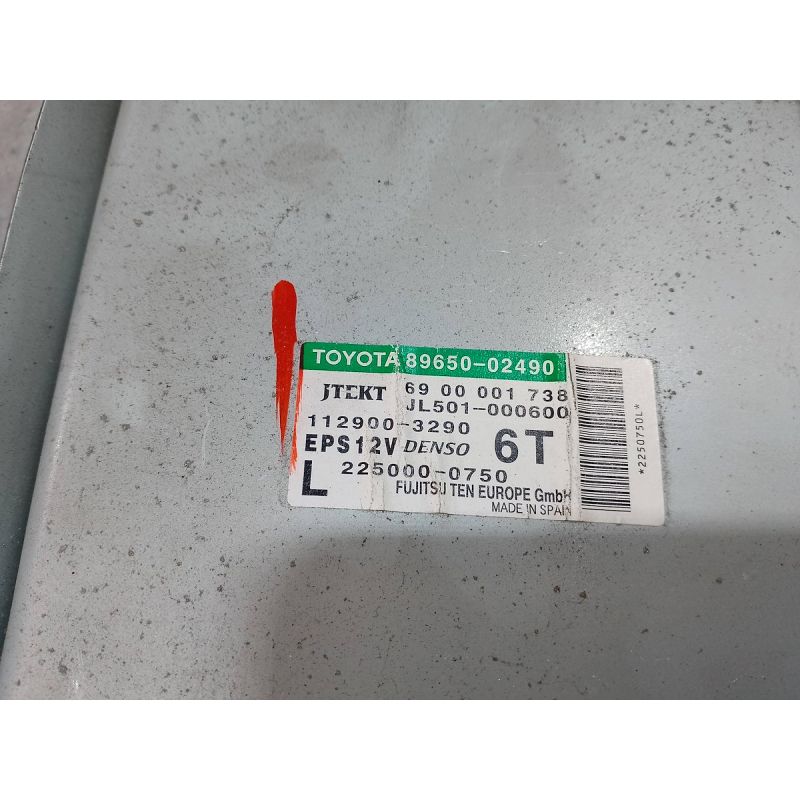 TOYOTA 89650-02490
JTEKT 69 00 001 738
JL501-000600
112900-3290
EPS12V DENSO 6T
L 225000-0750
FUJITSU TEN EUROPE GmbH
MADE IN SPAIN
*2250750L*